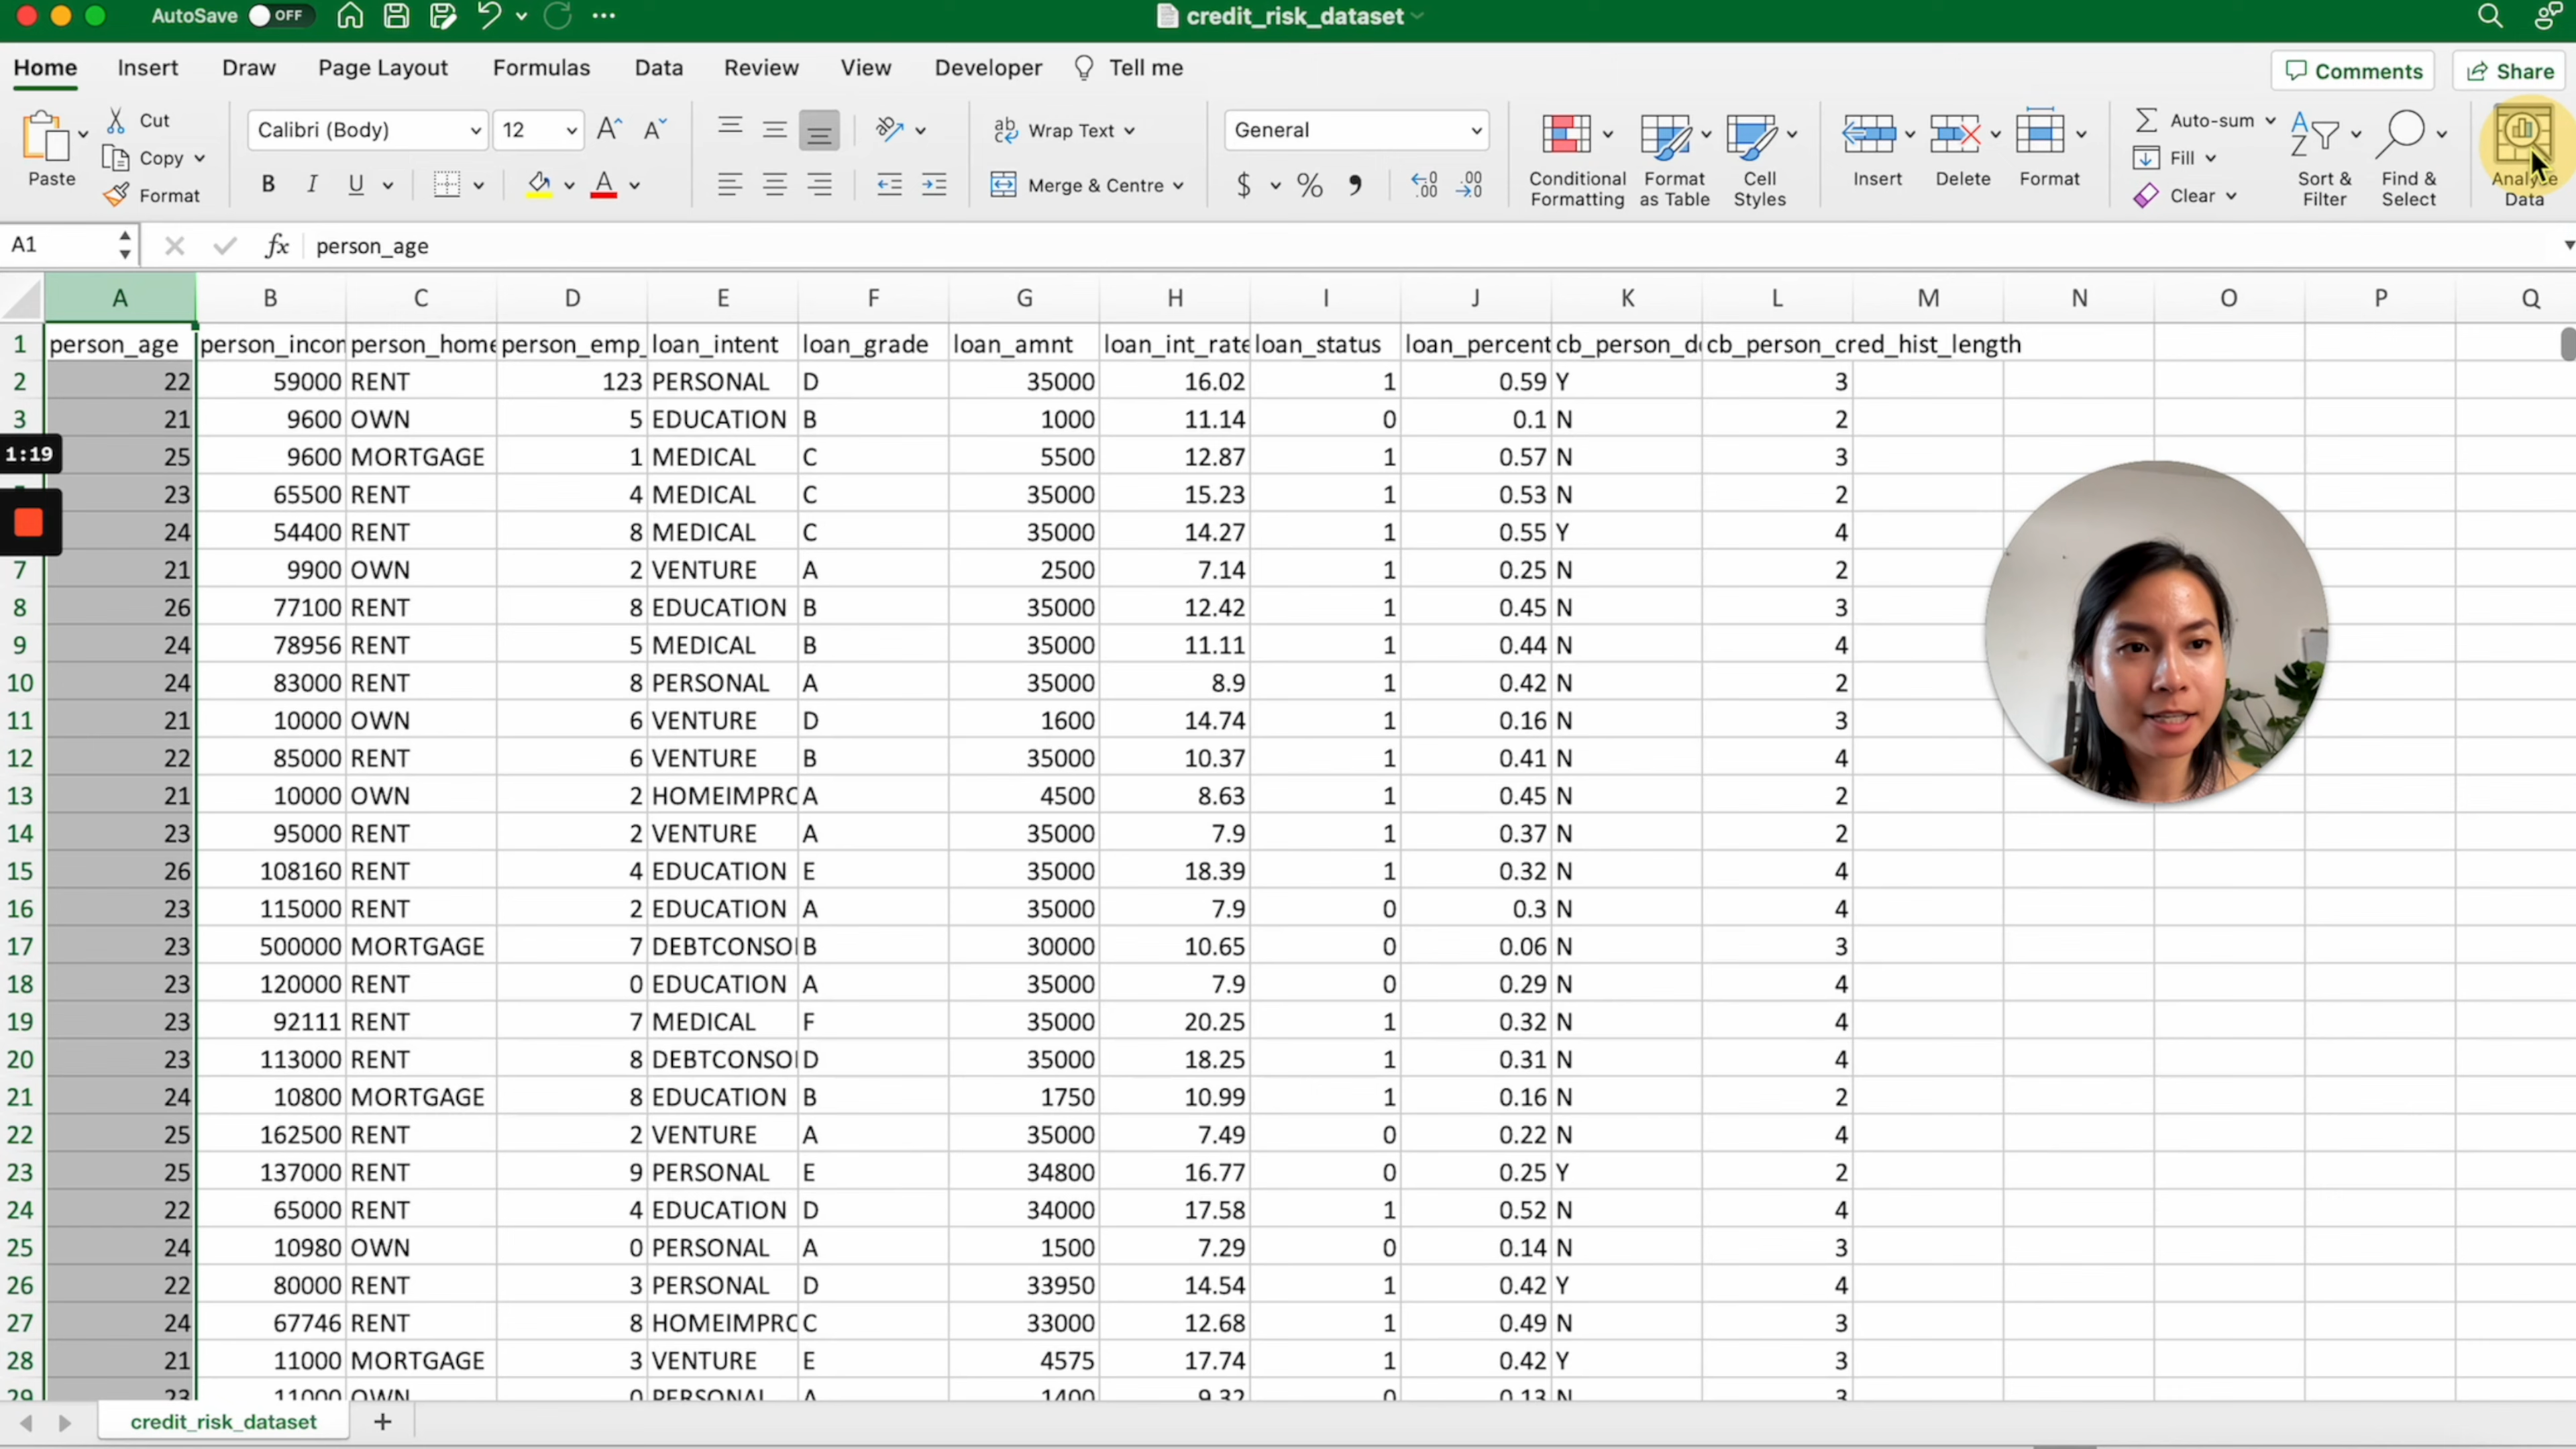 AutoSave OFF
credit_risk_dataset
Home Insert Draw Page Layout Formulas Data Review View Developer Tell me
Comments Share
Paste
Cut
Copy
Format
Calibri (Body) 12
B I U
Wrap Text
Merge & Centre
General
$ %
Conditional Formatting
Format as Table
Cell Styles
Insert
Delete
Format
Auto-sum
Fill
Clear
Sort & Filter
Find & Select
Analyse Data
A1 fx person_age
A B C D E F G H I J K L M N O P Q
1 person_age person_incon person_home person_emp_ loan_intent loan_grade loan_amnt loan_int_rate loan_status loan_percent cb_person_de cb_person_cred_hist_length
2 22 59000 RENT 123 PERSONAL D 35000 16.02 1 0.59 Y 3
3 21 9600 OWN 5 EDUCATION B 1000 11.14 0 0.1 N 2
1:19
25 9600 MORTGAGE 1 MEDICAL C 5500 12.87 1 0.57 N 3
23 65500 RENT 4 MEDICAL C 35000 15.23 1 0.53 N 2
24 54400 RENT 8 MEDICAL C 35000 14.27 1 0.55 Y 4
7 21 9900 OWN 2 VENTURE A 2500 7.14 1 0.25 N 2
8 26 77100 RENT 8 EDUCATION B 35000 12.42 1 0.45 N 3
9 24 78956 RENT 5 MEDICAL B 35000 11.11 1 0.44 N 4
10 24 83000 RENT 8 PERSONAL A 35000 8.9 1 0.42 N 2
11 21 10000 OWN 6 VENTURE D 1600 14.74 1 0.16 N 3
12 22 85000 RENT 6 VENTURE B 35000 10.37 1 0.41 N 4
13 21 10000 OWN 2 HOMEIMPRO A 4500 8.63 1 0.45 N 2
14 23 95000 RENT 2 VENTURE A 35000 7.9 1 0.37 N 2
15 26 108160 RENT 4 EDUCATION E 35000 18.39 1 0.32 N 4
16 23 115000 RENT 2 EDUCATION A 35000 7.9 0 0.3 N 4
17 23 500000 MORTGAGE 7 DEBTCONSO B 30000 10.65 0 0.06 N 3
18 23 120000 RENT 0 EDUCATION A 35000 7.9 0 0.29 N 4
19 23 92111 RENT 7 MEDICAL F 35000 20.25 1 0.32 N 4
20 23 113000 RENT 8 DEBTCONSO D 35000 18.25 1 0.31 N 4
21 24 10800 MORTGAGE 8 EDUCATION B 1750 10.99 1 0.16 N 2
22 25 162500 RENT 2 VENTURE A 35000 7.49 0 0.22 N 4
23 25 137000 RENT 9 PERSONAL E 34800 16.77 0 0.25 Y 2
24 22 65000 RENT 4 EDUCATION D 34000 17.58 1 0.52 N 4
25 24 10980 OWN 0 PERSONAL A 1500 7.29 0 0.14 N 3
26 22 80000 RENT 3 PERSONAL D 33950 14.54 1 0.42 Y 4
27 24 67746 RENT 8 HOMEIMPRO C 33000 12.68 1 0.49 N 3
28 21 11000 MORTGAGE 3 VENTURE E 4575 17.74 1 0.42 Y 3
29 23 11000 OWN 0 PERSONAL A 1400 9.32 0 0.13 N 3
credit_risk_dataset